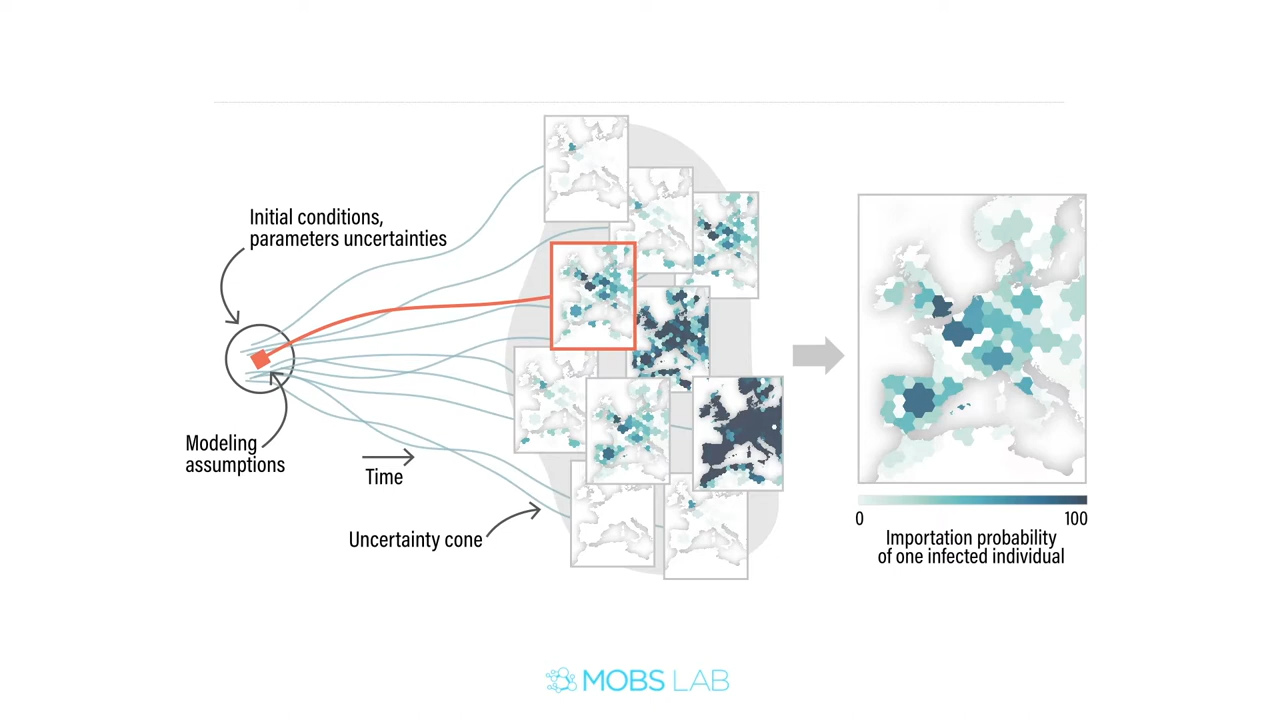 Initial conditions,
parameters uncertainties
Modeling
assumptions
Time
Uncertainty cone
0
100
Importation probability
of one infected individual
MOBS LAB